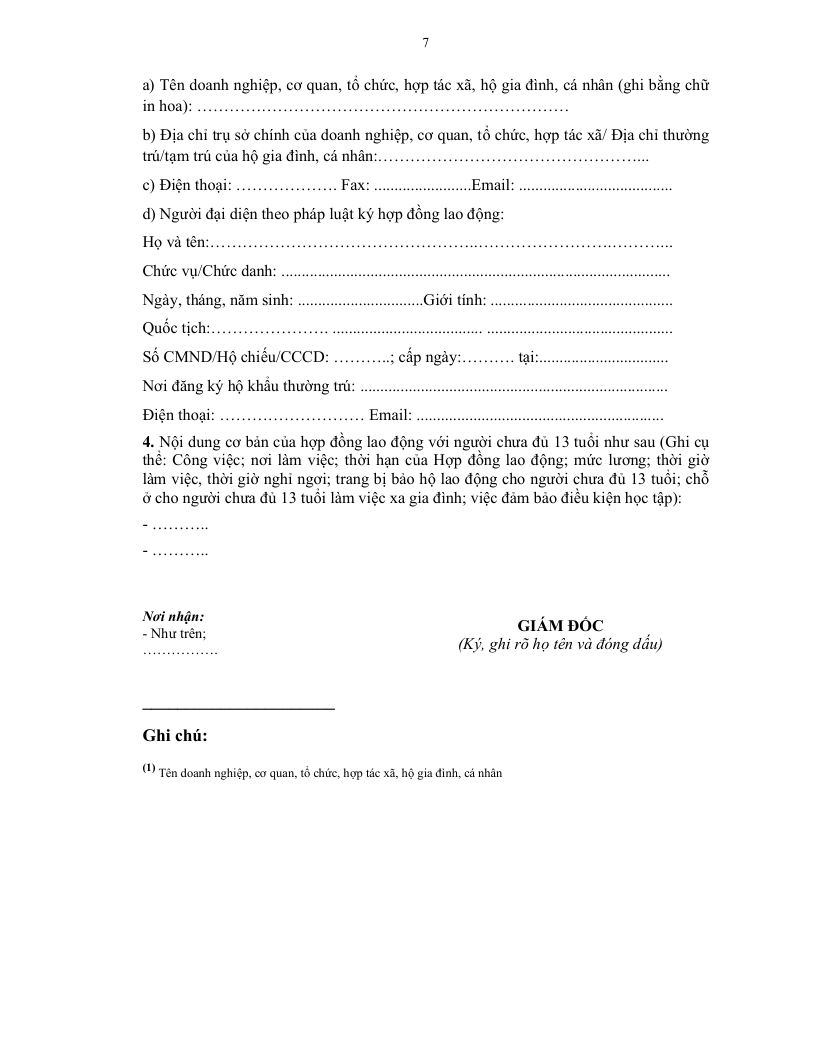 7
a) Tên doanh nghiệp, cơ quan, tổ chức, hợp tác xã, hộ gia đình, cá nhân (ghi bằng chữ
in hoa): ……………………………………………………………
b) Địa chỉ trụ sở chính của doanh nghiệp, cơ quan, tổ chức, hợp tác xã/ Địa chỉ thường
trú/tạm trú của hộ gia đình, cá nhân:…………………………………………...
c) Điện thoại: ………………. Fax: ........................Email: ......................................
d) Người đại diện theo pháp luật ký hợp đồng lao động:
Họ và tên:………………………………………….…………………….………...
Chức vụ/Chức danh: ................................................................................................
Ngày, tháng, năm sinh: ...............................Giới tính: .............................................
Quốc tịch:…………………. ..................................... ..............................................
Số CMND/Hộ chiếu/CCCD: ………..; cấp ngày:………. tại:................................
Nơi đăng ký hộ khẩu thường trú: ............................................................................
Điện thoại: ……………………… Email: .............................................................
4. Nội dung cơ bản của hợp đồng lao động với người chưa đủ 13 tuổi như sau (Ghi cụ
thể: Công việc; nơi làm việc; thời hạn của Hợp đồng lao động; mức lương; thời giờ
làm việc, thời giờ nghỉ ngơi; trang bị bảo hộ lao động cho người chưa đủ 13 tuổi; chỗ
ở cho người chưa đủ 13 tuổi làm việc xa gia đình; việc đảm bảo điều kiện học tập):
- ………..
- ………..
Nơi nhận:
- Như trên;
…………….
GIÁM ĐỐC
(Ký, ghi rõ họ tên và đóng dấu)
Ghi chú:
(1) Tên doanh nghiệp, cơ quan, tổ chức, hợp tác xã, hộ gia đình, cá nhân